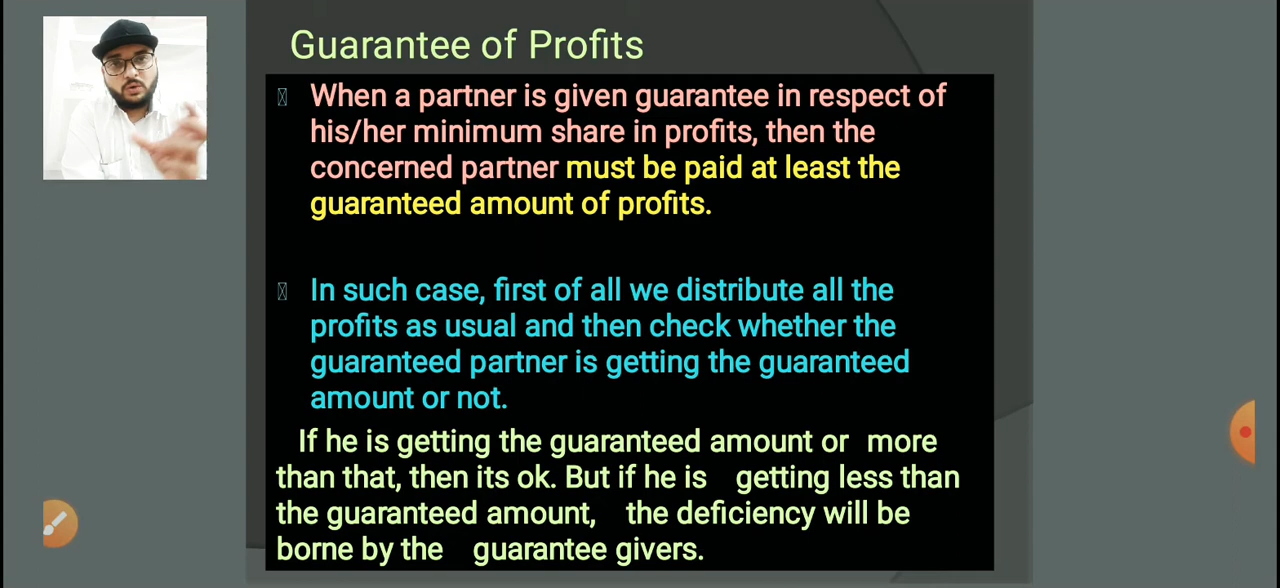 Guarantee of Profits
When a partner is given guarantee in respect of
his/her minimum share in profits, then the
concerned partner must be paid at least the
guaranteed amount of profits.
In such case, first of all we distribute all the
profits as usual and then check whether the
guaranteed partner is getting the guaranteed
amount or not.
If he is getting the guaranteed amount or more
than that, then its ok. But if he is getting less than
the guaranteed amount, the deficiency will be
borne by the guarantee givers.